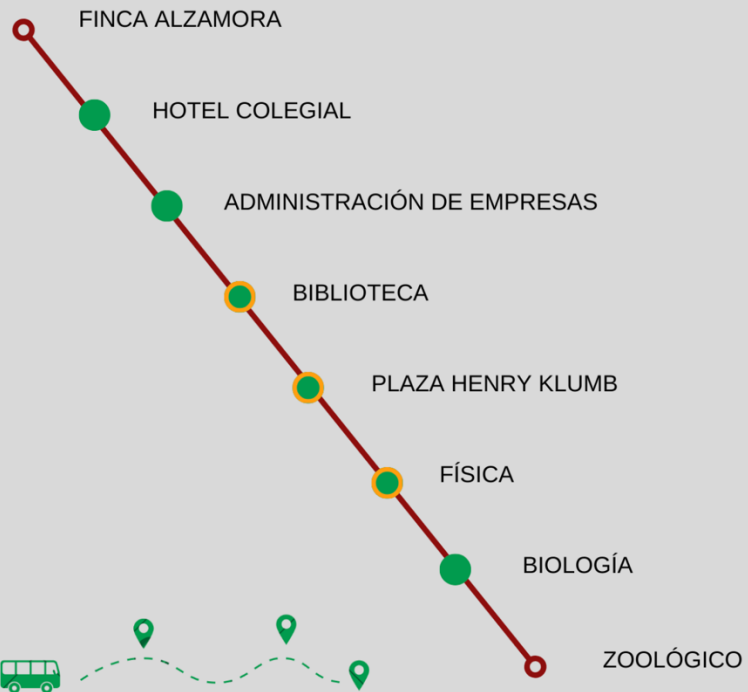 FINCA ALZAMORA
HOTEL COLEGIAL
ADMINISTRACIÓN DE EMPRESAS
BIBLIOTECA
PLAZA HENRY KLUMB
FÍSICA
BIOLOGÍA
ZOOLÓGICO